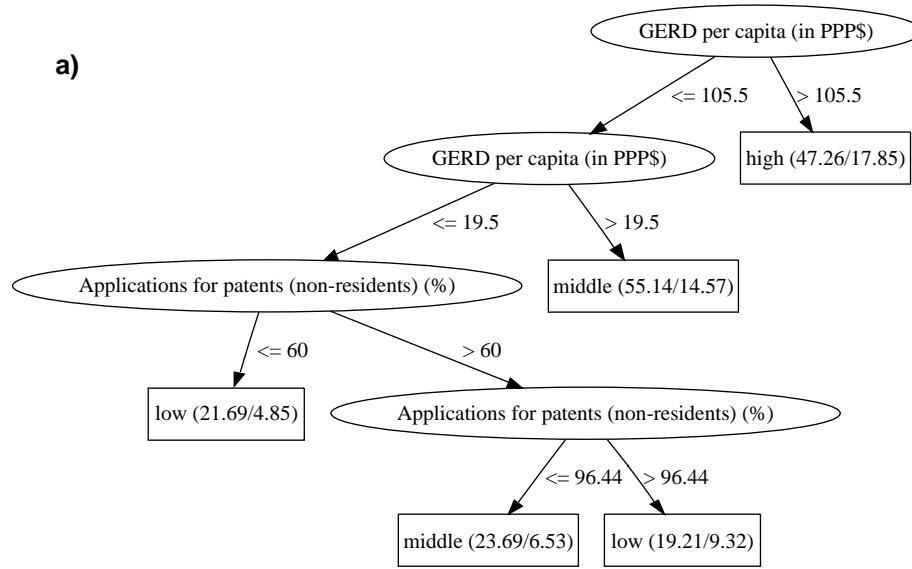 GERD per capita (in PPP$)
a)
<= 105.5
> 105.5
GERD per capita (in PPP$)
high (47.26/17.85)
<= 19.5
> 19.5
Applications for patents (non-residents) (%)
middle (55.14/14.57)
<= 60
> 60
low (21.69/4.85)
Applications for patents (non-residents) (%)
<= 96.44
> 96.44
middle (23.69/6.53)
low (19.21/9.32)